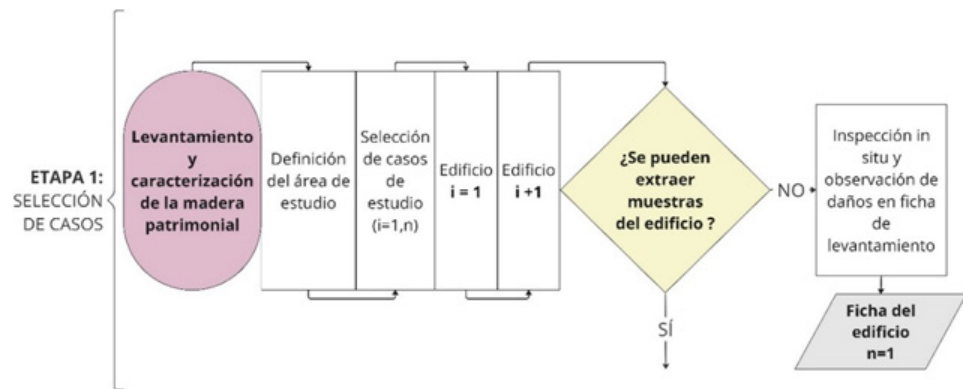 ETAPA 1:
SELECCIÓN
DE CASOS
Levantamiento
y
caracterización
de la madera
patrimonial
Definición
del área de
estudio
Selección
de casos
de
estudio
(i=1,n)
Edificio
i = 1
Edificio
i +1
¿Se pueden
extraer
muestras
del edificio ?
NO
SÍ
Inspección in
situ y
observación de
daños en ficha
de
levantamiento
Ficha del
edificio
n=1